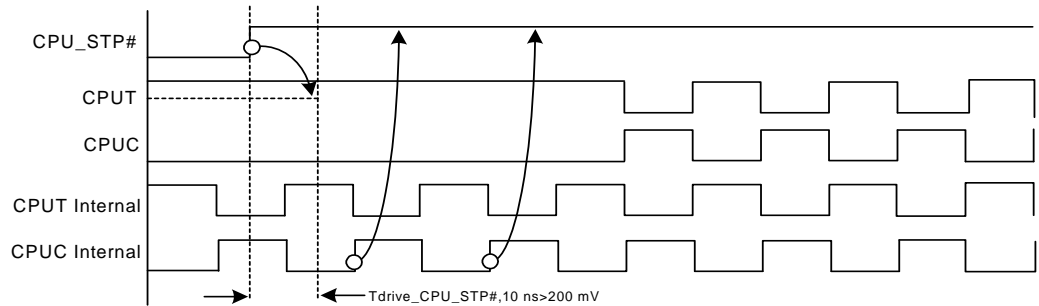 CPU_STP#
CPUT
CPUC
CPUT Internal
CPUC Internal
Tdrive_CPU_STP#,10 ns>200 mV